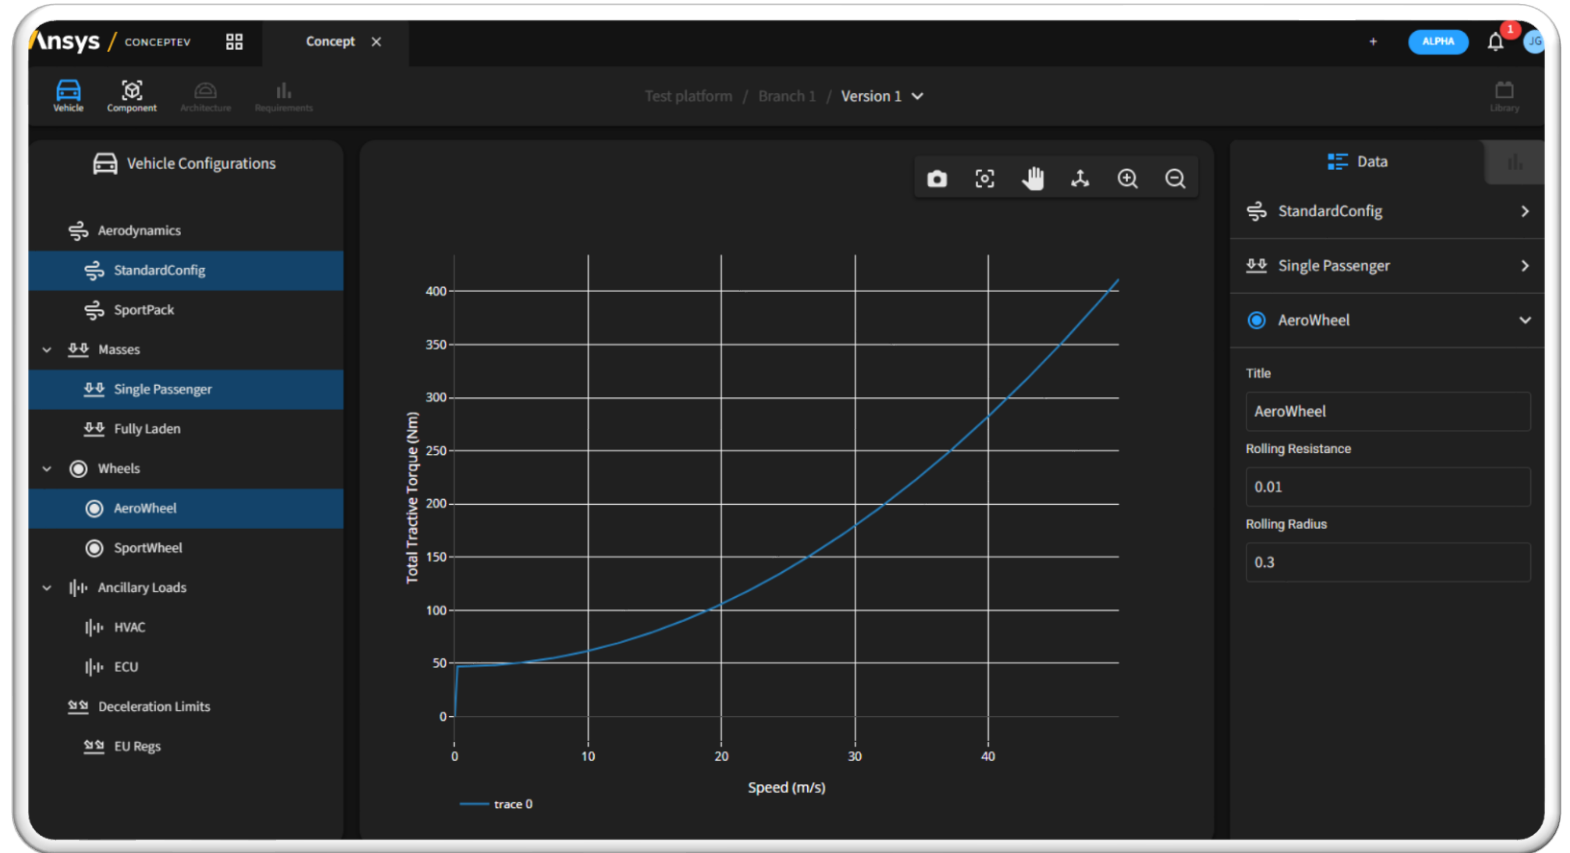 Ansys / CONCEPTEV
Concept
+
ALPHA
1
JG
Vehicle
Component
Architecture
Requirements
Test platform / Branch 1 / Version 1
Library
Vehicle Configurations
Aerodynamics
StandardConfig
SportPack
Masses
Single Passenger
Fully Laden
Wheels
AeroWheel
SportWheel
Ancillary Loads
HVAC
ECU
Deceleration Limits
EU Regs
Total Tractive Torque (Nm)
400
350
300
250
200
150
100
50
0
0 10 20 30 40
Speed (m/s)
trace 0
Data
StandardConfig
Single Passenger
AeroWheel
Title
AeroWheel
Rolling Resistance
0.01
Rolling Radius
0.3